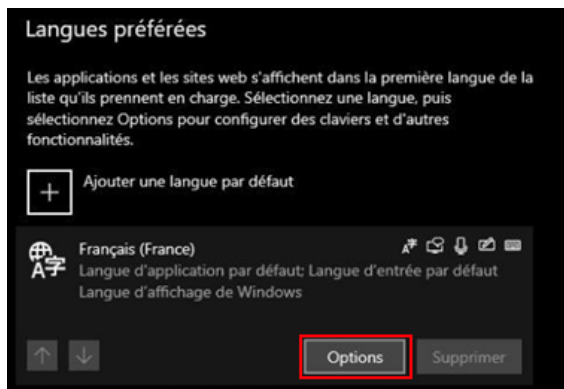 Langues préférées
Les applications et les sites web s'affichent dans la première langue de la
liste qu'ils prennent en charge. Sélectionnez une langue, puis
sélectionnez Options pour configurer des claviers et d'autres
fonctionnalités.
Ajouter une langue par défaut
Français (France)
Langue d'application par défaut; Langue d'entrée par défaut
Langue d'affichage de Windows
Options
Supprimer